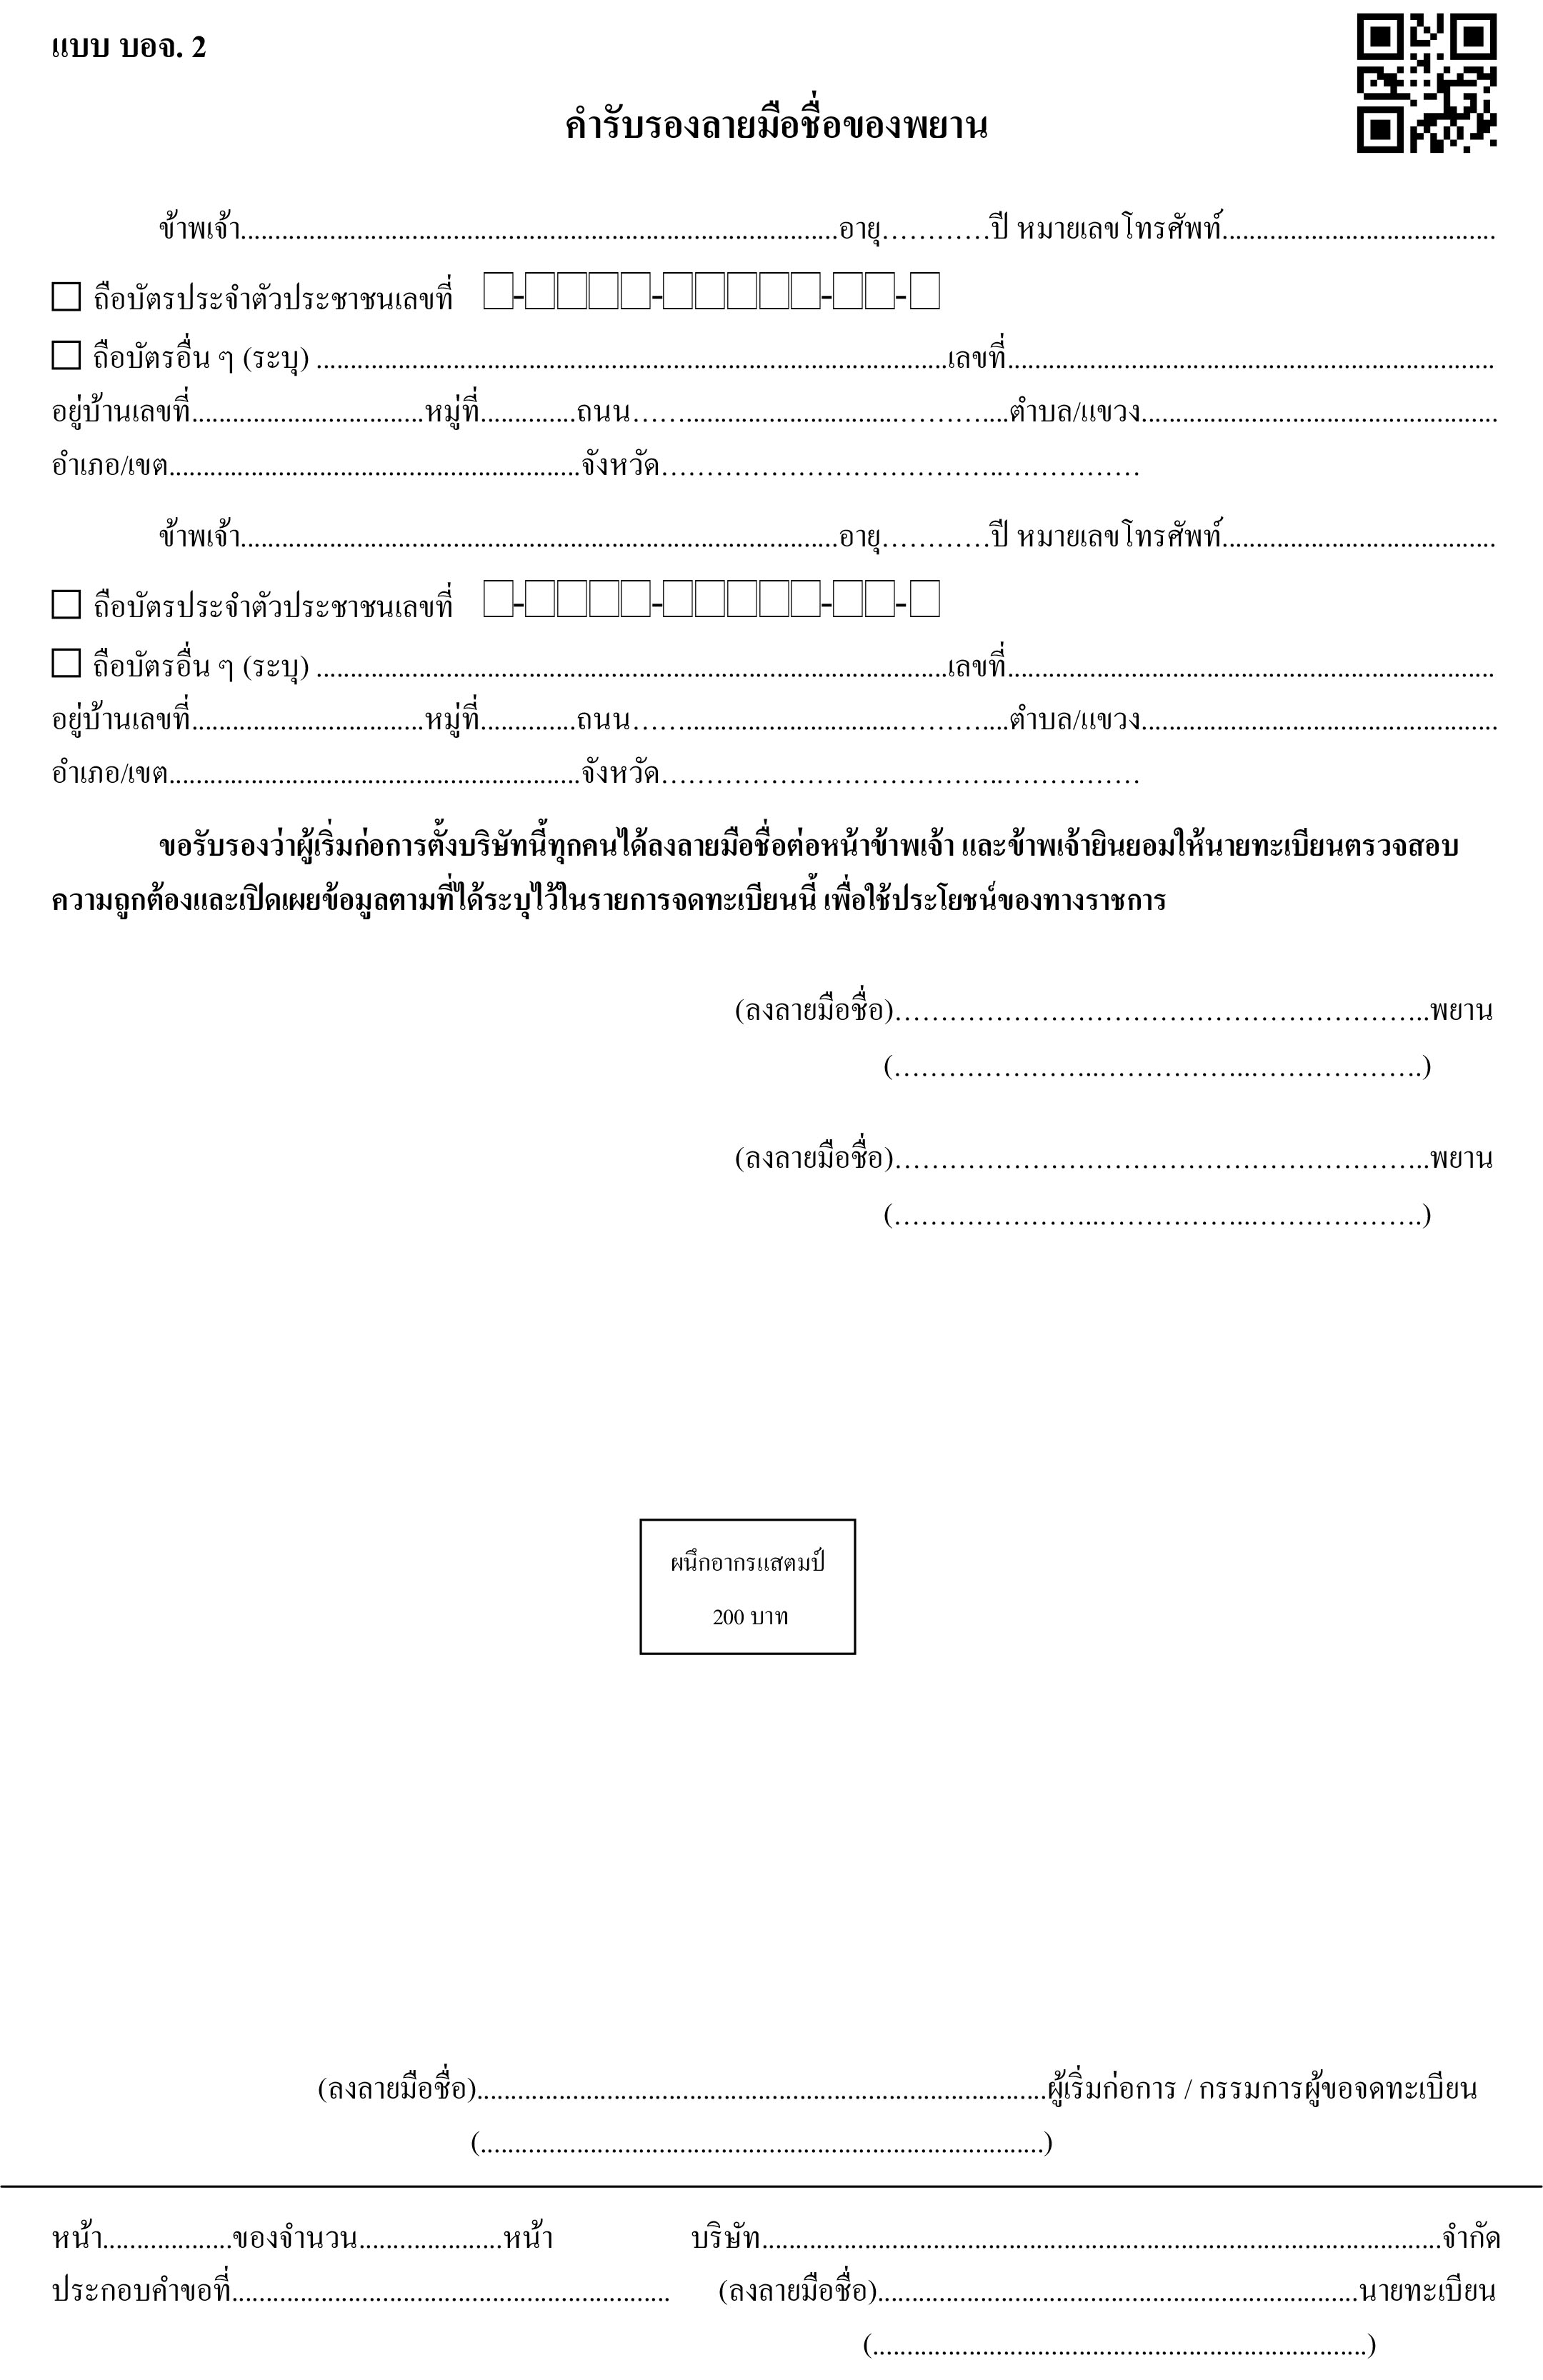 แบบ บอจ. 2
คำรับรองลายมือชื่อของพยาน
ข้าพเจ้า.......................................................................................อายุ…………ปี หมายเลขโทรศัพท์........................................
☐ ถือบัตรประจำตัวประชาชนเลขที่ ☐-☐☐☐☐-☐☐☐☐☐-☐☐-☐
☐ ถือบัตรอื่น ๆ (ระบุ) ............................................................................................เลขที่.......................................................................
อยู่บ้านเลขที่..................................หมู่ที่..............ถนน……...............................………...ตำบล/แขวง....................................................
อำเภอ/เขต............................................................จังหวัด………………………………..……………
ข้าพเจ้า.......................................................................................อายุ…………ปี หมายเลขโทรศัพท์........................................
☐ ถือบัตรประจำตัวประชาชนเลขที่ ☐-☐☐☐☐-☐☐☐☐☐-☐☐-☐
☐ ถือบัตรอื่น ๆ (ระบุ) ............................................................................................เลขที่.......................................................................
อยู่บ้านเลขที่..................................หมู่ที่..............ถนน……...............................………...ตำบล/แขวง....................................................
อำเภอ/เขต............................................................จังหวัด………………………………..……………
ขอรับรองว่าผู้เริ่มก่อการตั้งบริษัทนี้ทุกคนได้ลงลายมือชื่อต่อหน้าข้าพเจ้า และข้าพเจ้ายินยอมให้นายทะเบียนตรวจสอบ
ความถูกต้องและเปิดเผยข้อมูลตามที่ได้ระบุไว้ในรายการจดทะเบียนนี้ เพื่อใช้ประโยชน์ของทางราชการ
(ลงลายมือชื่อ)…………………………………………………..พยาน
(…………………..……………..………………..)
(ลงลายมือชื่อ)…………………………………………………..พยาน
(…………………..……………..………………..)
ผนึกอากรแสตมป์
200 บาท
(ลงลายมือชื่อ)...................................................................................ผู้เริ่มก่อการ / กรรมการผู้ขอจดทะเบียน
(..................................................................................)
หน้า...................ของจำนวน.....................หน้า บริษัท...................................................................................................จำกัด
ประกอบคำขอที่................................................................ (ลงลายมือชื่อ)......................................................................นายทะเบียน
(........................................................................)